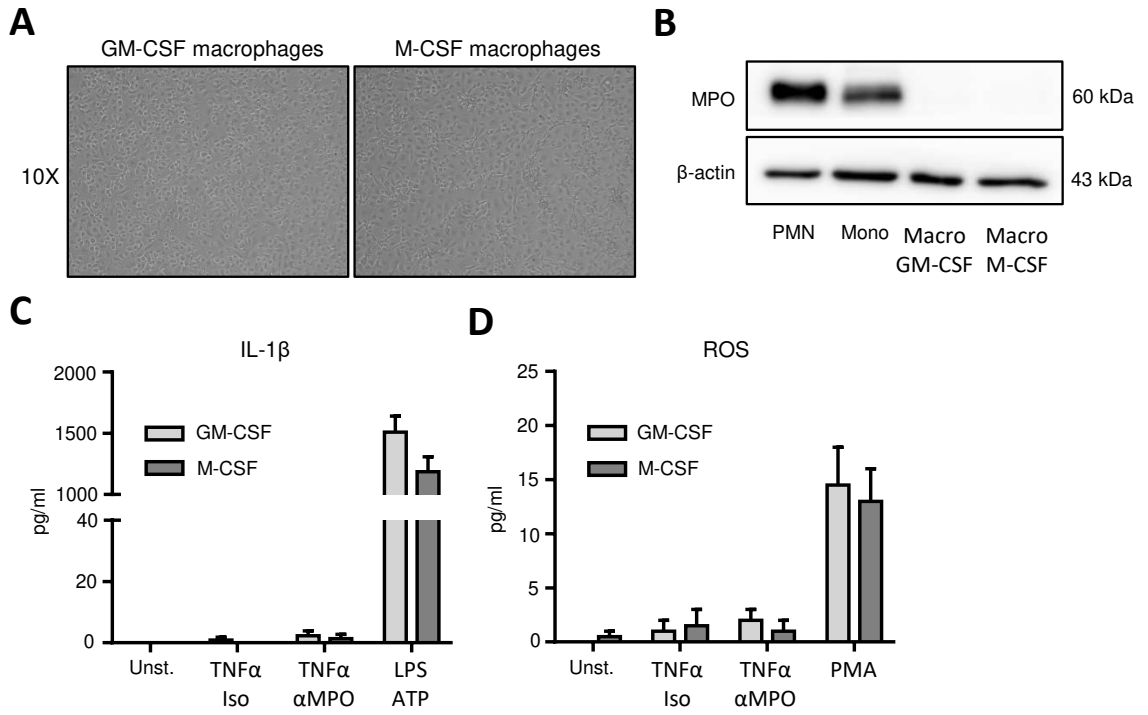 A
GM-CSF macrophages
M-CSF macrophages
10X
B
MPO
60 kDa
β-actin
43 kDa
PMN
Mono
Macro
GM-CSF
Macro
M-CSF
C
IL-1β
2000
1500
1000
40
20
0
pg/ml
GM-CSF
M-CSF
Unst.
TNFα
Iso
TNFα
αMPO
LPS
ATP
D
ROS
25
20
15
10
5
0
pg/ml
GM-CSF
M-CSF
Unst.
TNFα
Iso
TNFα
αMPO
PMA